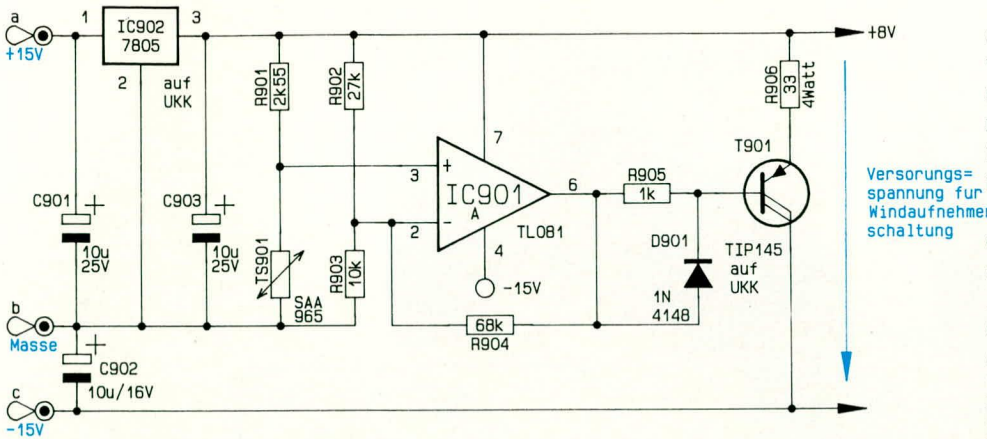 a
+15V
1
IC902
7805
3
2
auf
UKK
R901
2k55
R902
27k
+8V
R906
33
4Watt
C901
+
10u
25V
C903
+
10u
25V
TS901
SAA
965
R903
10k
3
+
2
-
7
IC901
A
TL081
4
-15V
6
R905
1k
D901
1N
4148
68k
R904
T901
TIP145
auf
UKK
Versorungs=
spannung fur
Windaufnehmer
schaltung
b
Masse
+
C902
10u/16V
c
-15V